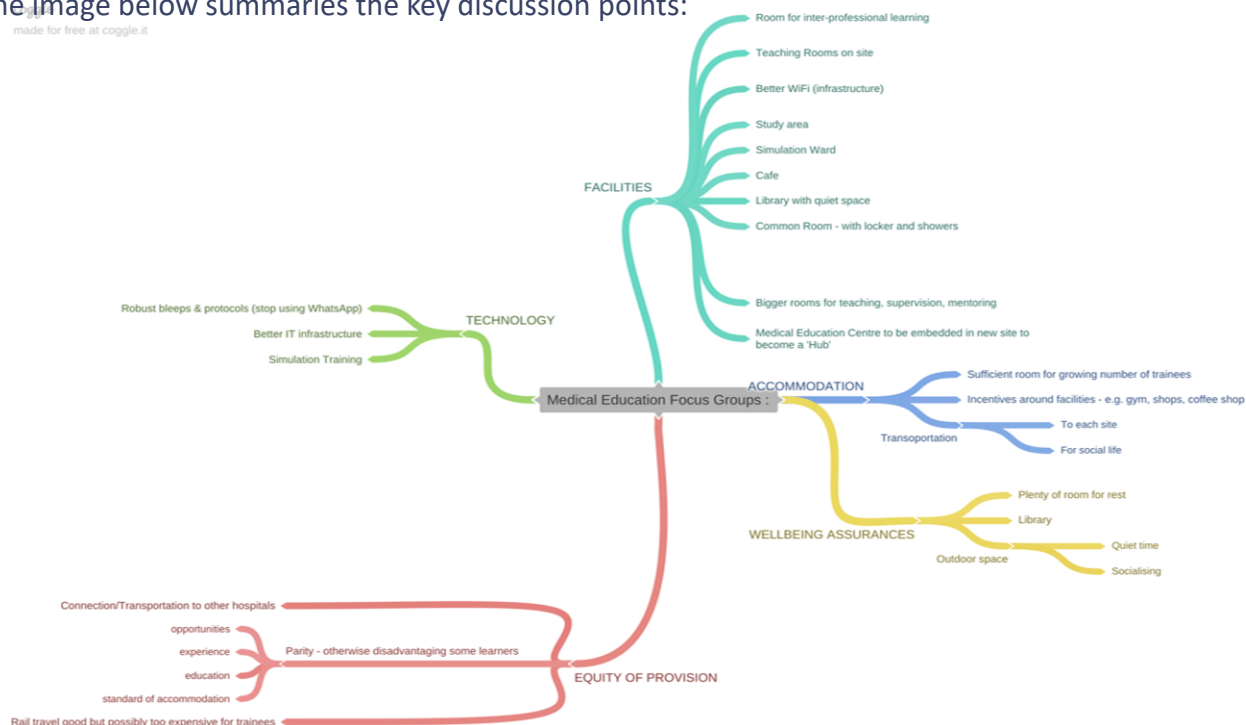 he image below summaries the key discussion points:
made for free at coggle.it
Room for inter-professional learning
Teaching Rooms on site
Better WiFi (infrastructure)
Study area
Simulation Ward
Cafe
Library with quiet space
Common Room - with locker and showers
Bigger rooms for teaching, supervision, mentoring
Medical Education Centre to be embedded in new site to
become a 'Hub'
FACILITIES
Robust bleeps & protocols (stop using WhatsApp)
Better IT infrastructure
Simulation Training
TECHNOLOGY
Medical Education Focus Groups :
ACCOMMODATION
Sufficient room for growing number of trainees
Incentives around facilities - e.g. gym, shops, coffee shop
Transoportation
To each site
For social life
WELLBEING ASSURANCES
Plenty of room for rest
Library
Outdoor space
Quiet time
Socialising
Connection/Transportation to other hospitals
opportunities
experience
education
standard of accommodation
Parity - otherwise disadvantaging some learners
EQUITY OF PROVISION
Rail travel good but possibly too expensive for trainees